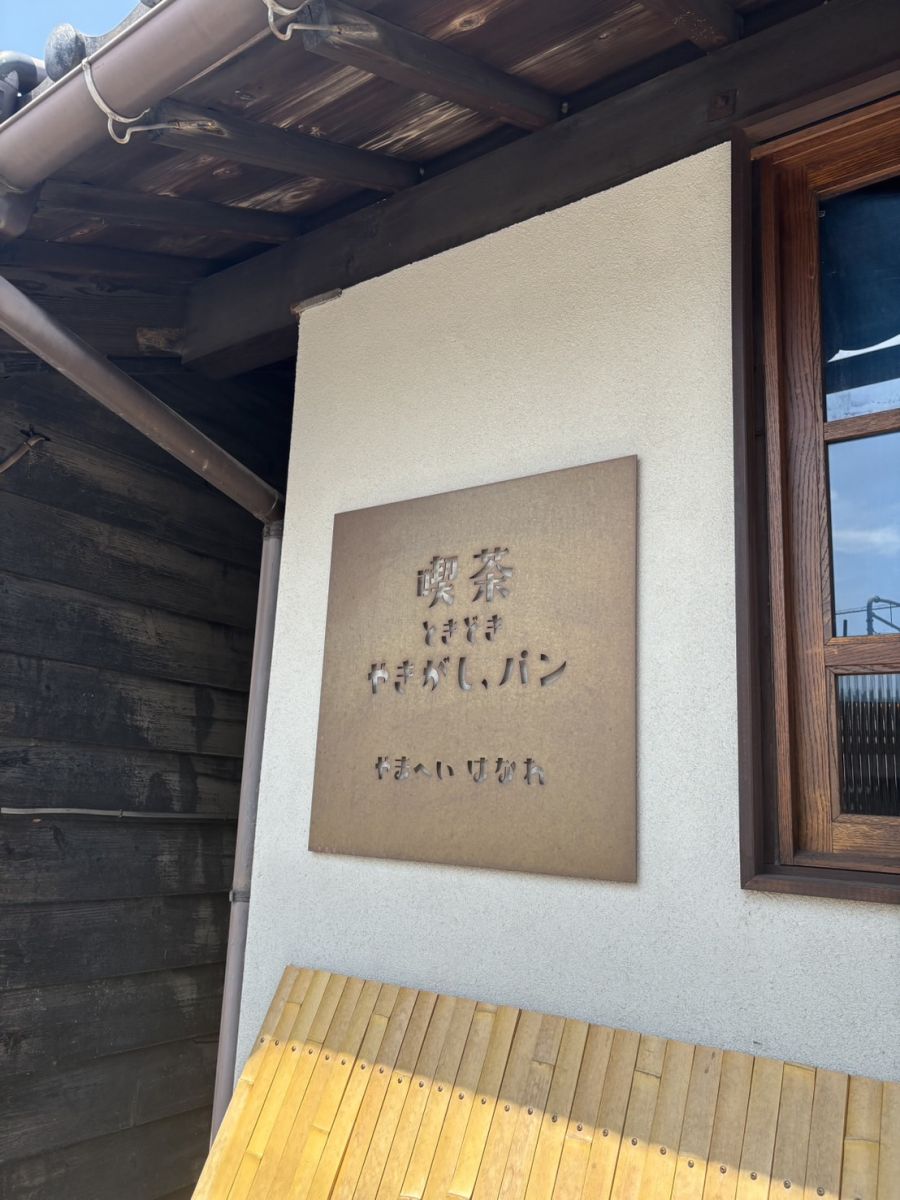 喫茶
ときどき
やきがし、パン
やまへい はなれ